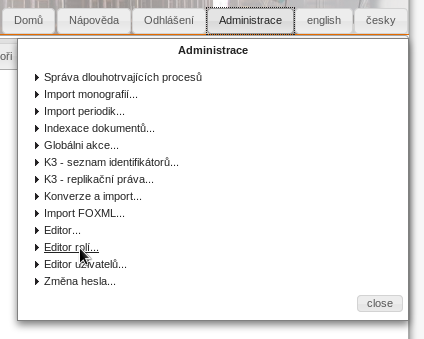 Domů Nápověda Odhlášení Administrace english česky
oři
Administrace
Správa dlouhotrvajících procesů
Import monografií...
Import periodik...
Indexace dokumentů...
Globálni akce...
K3 - seznam identifikátorů...
K3 - replikační práva...
Konverze a import...
Import FOXML...
Editor...
Editor rolí...
Editor uživatelů...
Změna hesla...
close